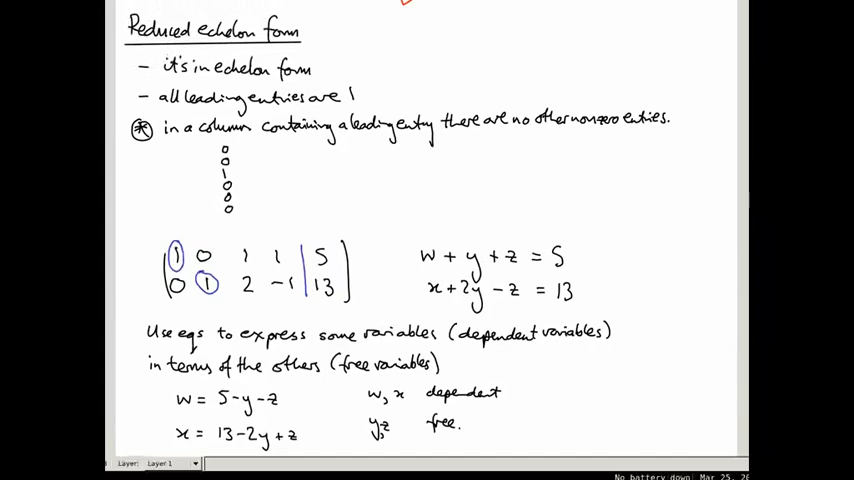 Reduced echelon form
- it's in echelon form
- all leading entries are 1
* in a column containing a leading entry there are no other nonzero entries.
0
0
1
0
0
0
1 0 1 1 5
0 1 2 -1 13
w + y + z = 5
x + 2y - z = 13
Use eqs to express some variables (dependent variables)
in terms of the others (free variables)
w = 5 - y - z
x = 13 - 2y + z
w, x dependent
y, z free.
Layer: Layer 1
No battery down Mar 25, 20